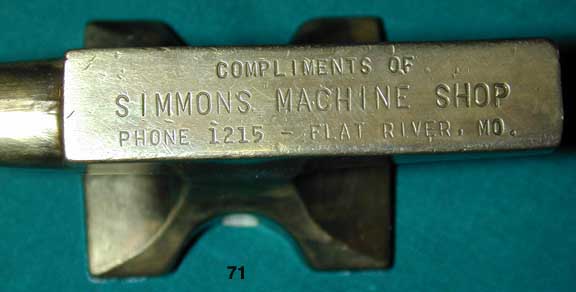 COMPLIMENTS OF
SIMMONS MACHINE SHOP
PHONE 1215 - FLAT RIVER, MO.
71